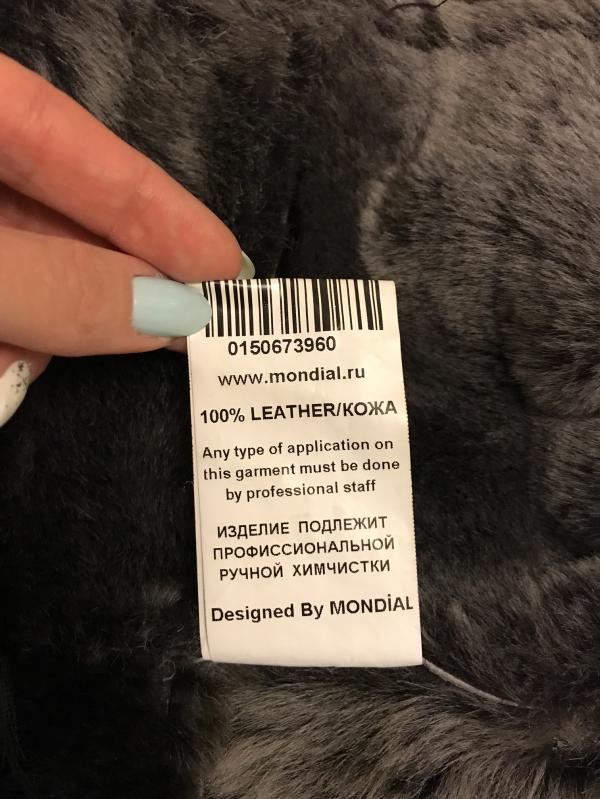 0150673960
www.mondial.ru
100% LEATHER/КОЖА
Any type of application on
this garment must be done
by professional staff
ИЗДЕЛИЕ ПОДЛЕЖИТ
ПРОФИССИОНАЛЬНОЙ
РУЧНОЙ ХИМЧИСТКИ
Designed By MONDİAL